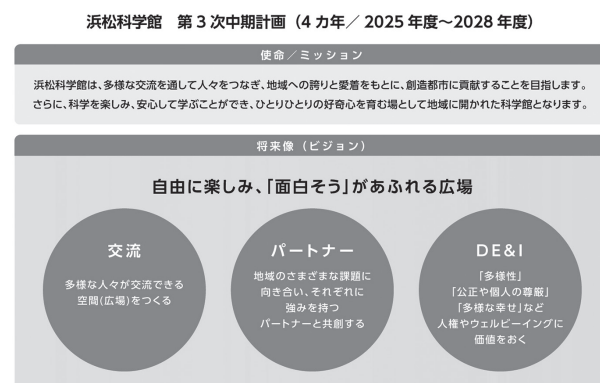 浜松科学館　第3次中期計画（4カ年／2025年度〜2028年度）
使命／ミッション
浜松科学館は、多様な交流を通して人々をつなぎ、地域への誇りと愛着をもとに、創造都市に貢献することを目指します。
さらに、科学を楽しみ、安心して学ぶことができ、ひとりひとりの好奇心を育む場として地域に開かれた科学館となります。
将来像（ビジョン）
自由に楽しみ、「面白そう」があふれる広場
交流
多様な人々が交流できる
空間(広場)をつくる
パートナー
地域のさまざまな課題に
向き合い、それぞれに
強みを持つ
パートナーと共創する
DE&I
「多様性」
「公正や個人の尊厳」
「多様な幸せ」など
人権やウェルビーイングに
価値をおく